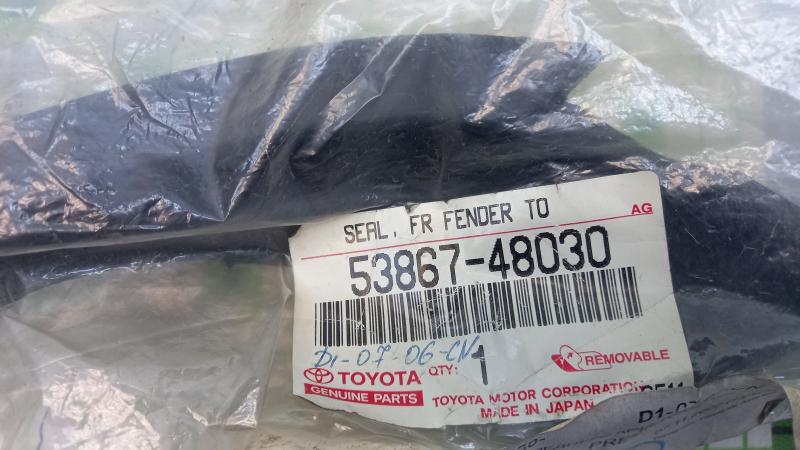 SEAL, FR FENDER TO
AG
53867-48030
D1-07-06-CN
QTY: 1
REMOVABLE
TOYOTA
GENUINE PARTS
TOYOTA MOTOR CORPORATION
MADE IN JAPAN